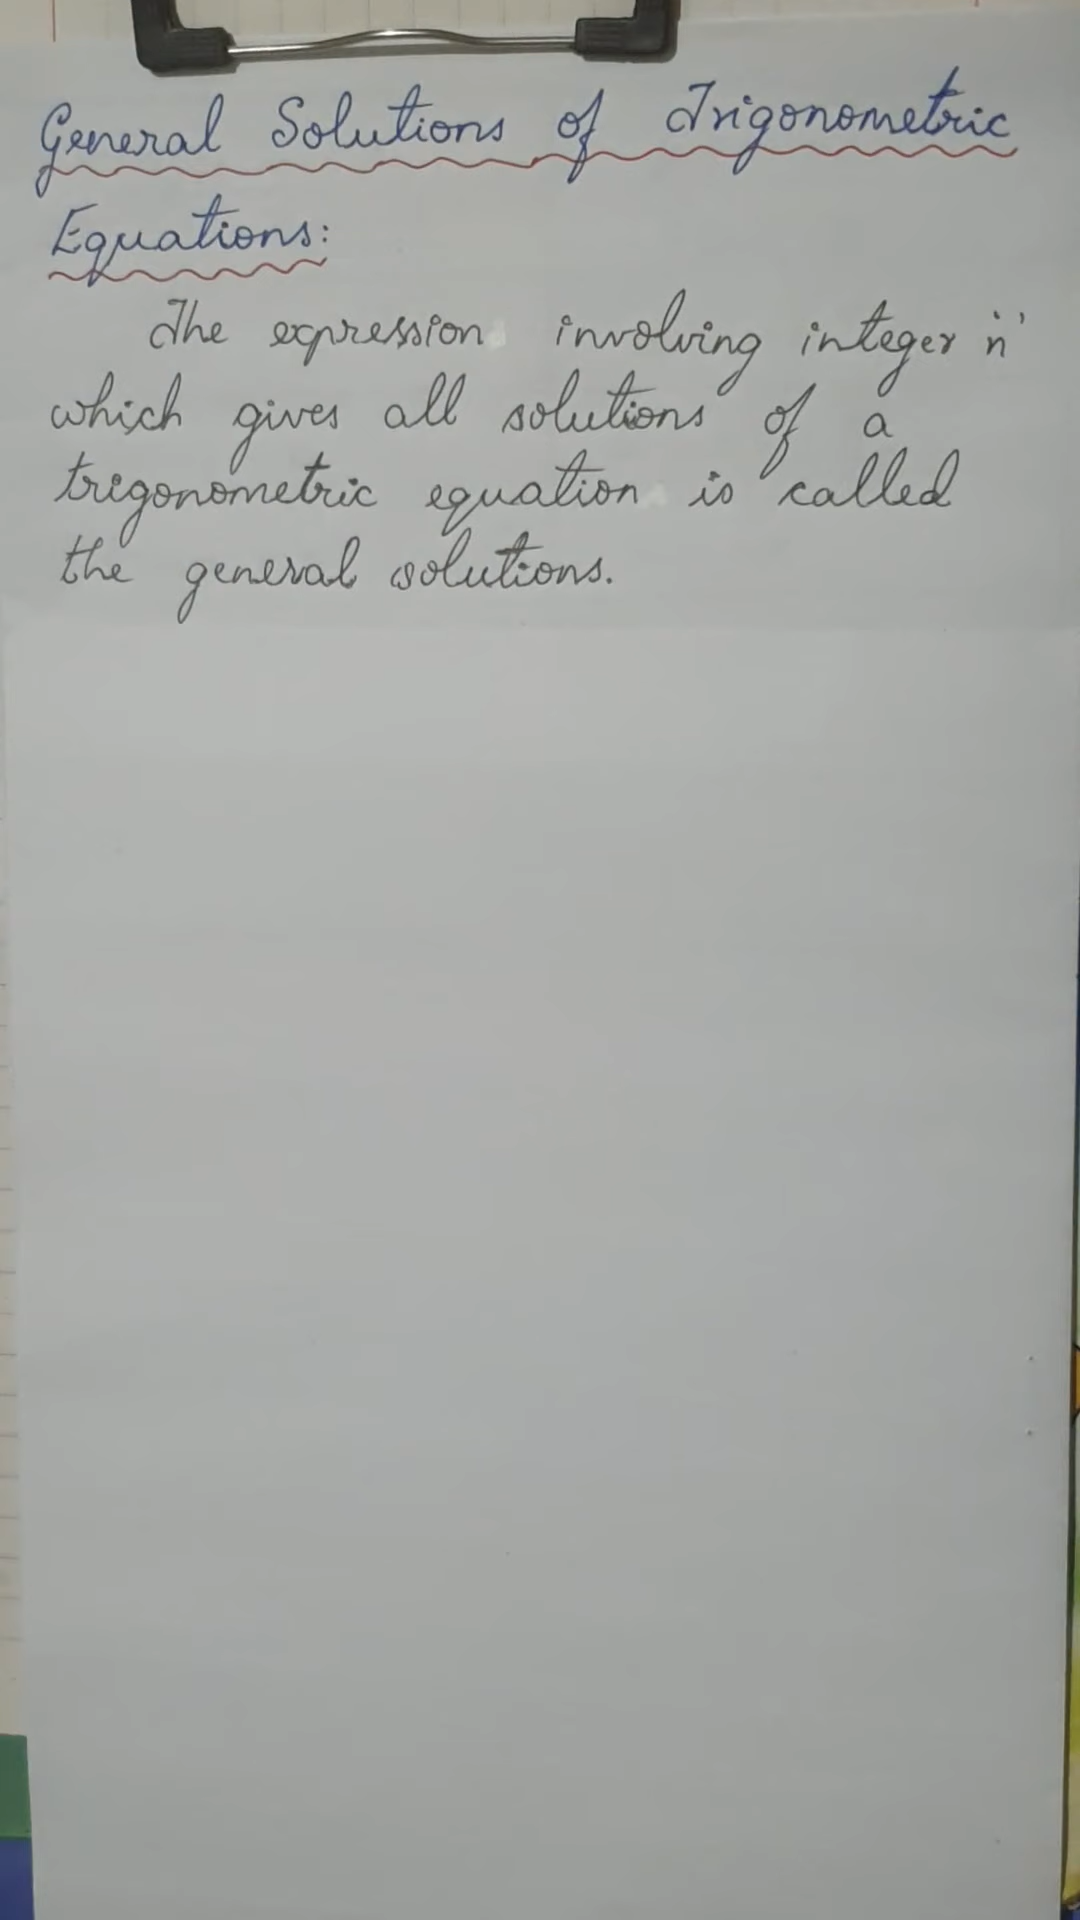 General Solutions of Trigonometric
Equations:
The expression involving integer 'n'
which gives all solutions of a
trigonometric equation is called
the general solutions.